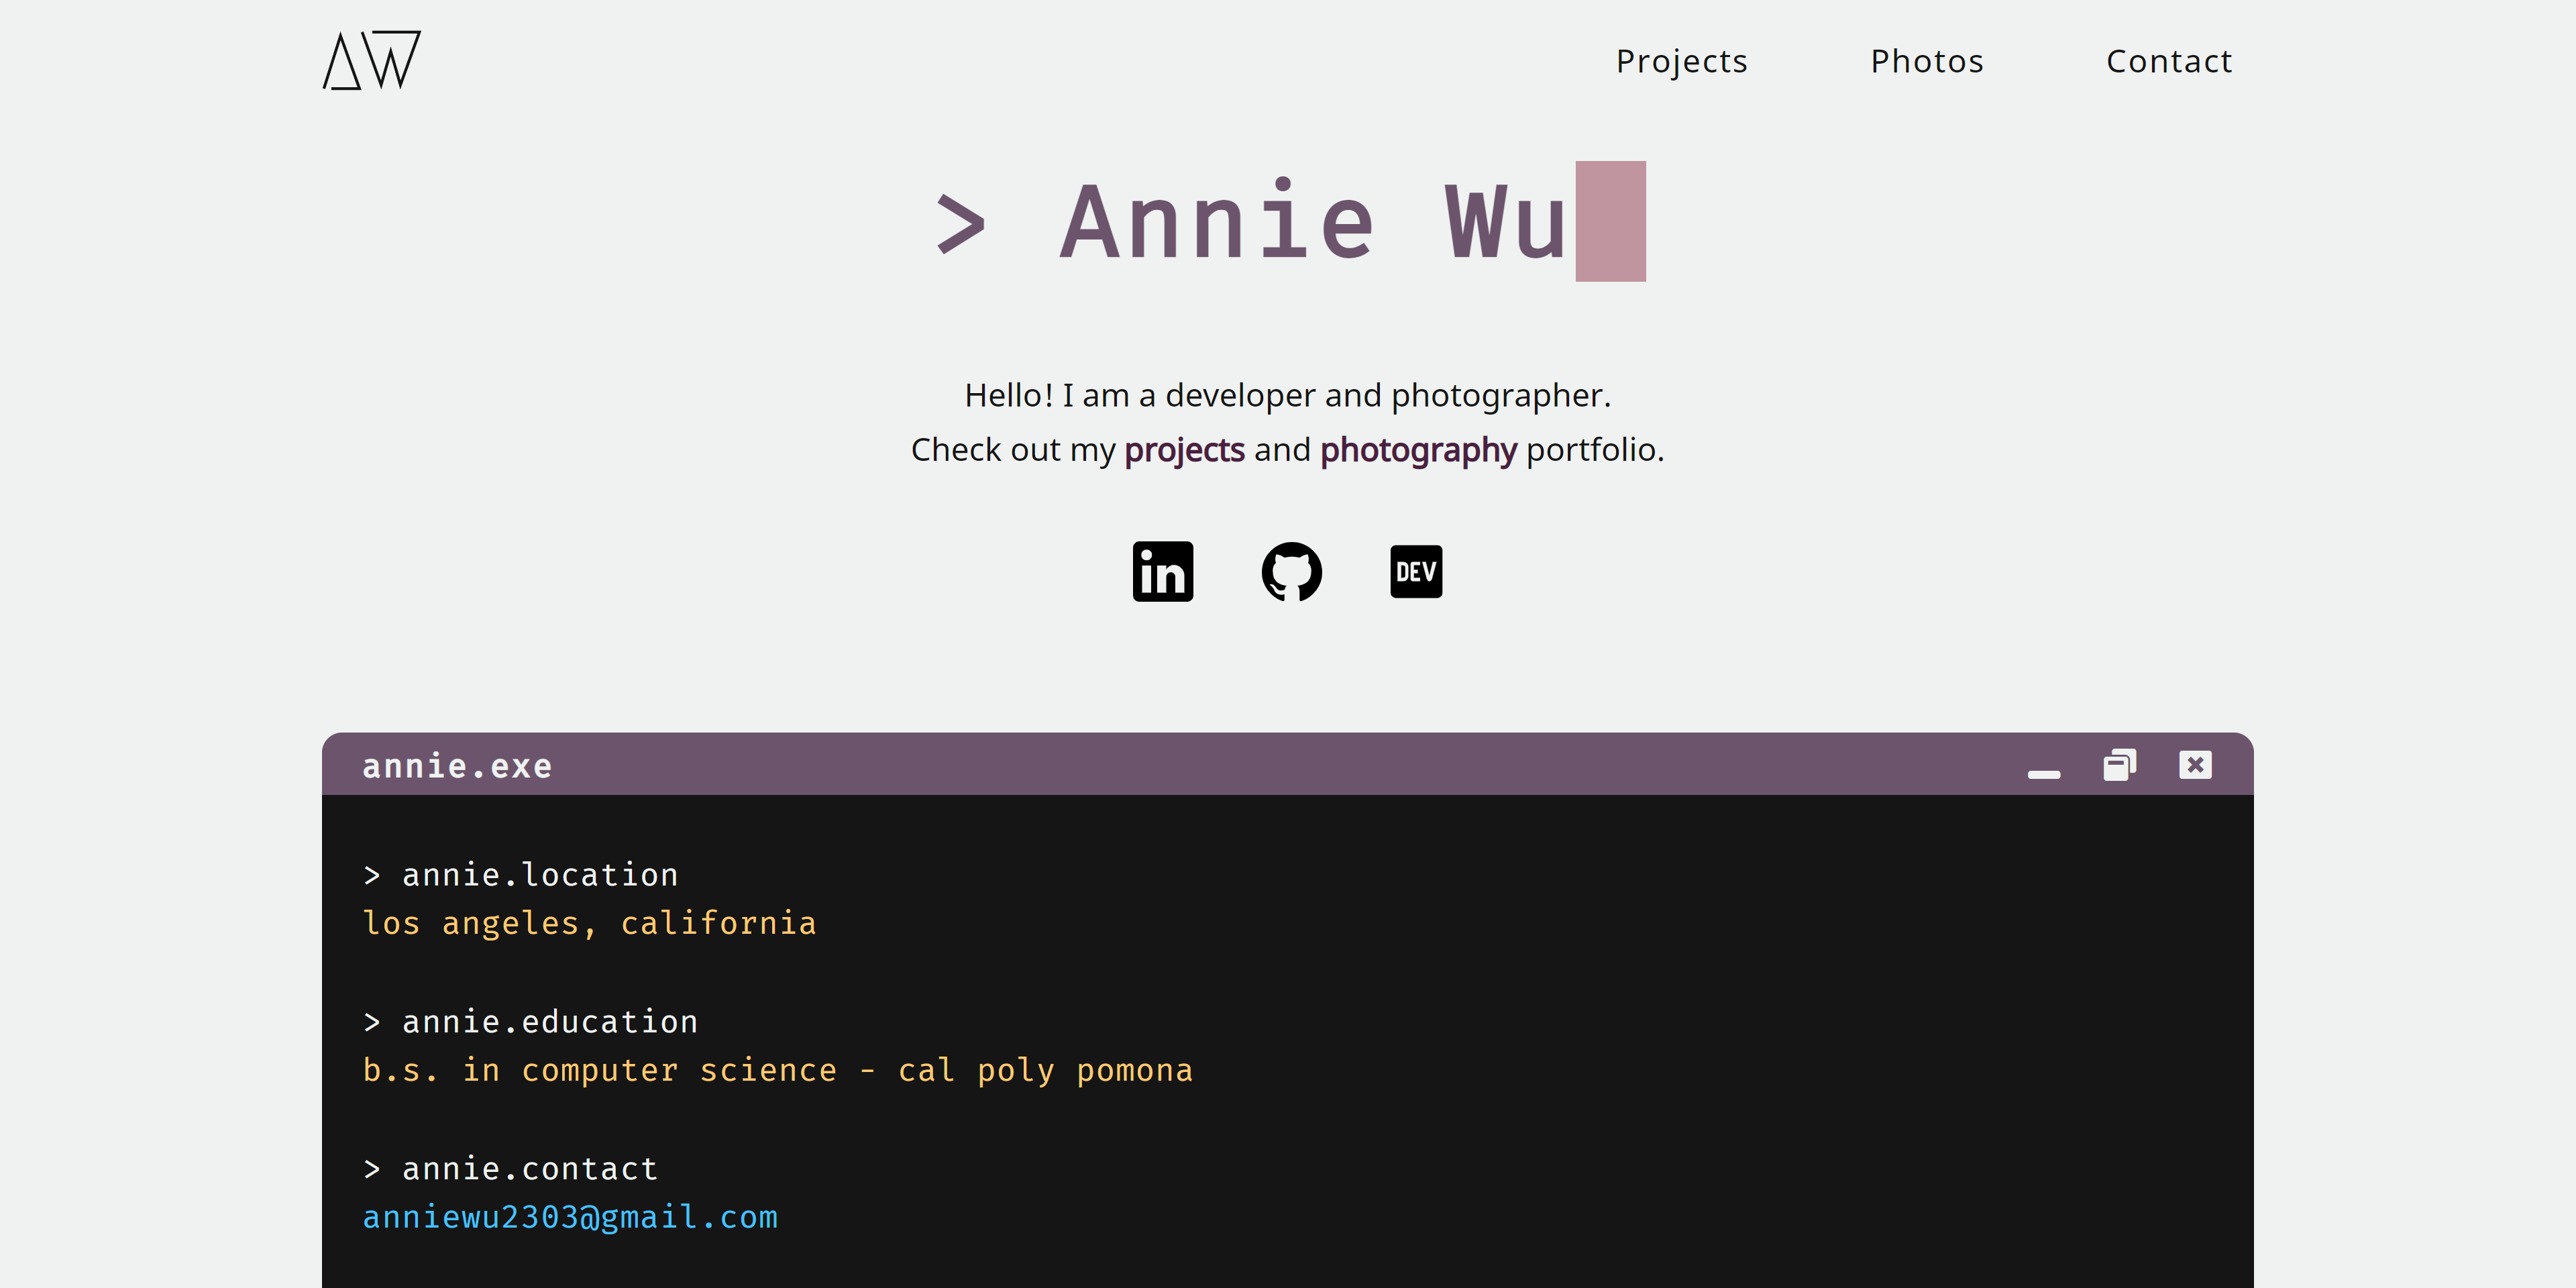 AW
Projects Photos Contact
> Annie Wu
Hello! I am a developer and photographer.
Check out my projects and photography portfolio.
in DEV
annie.exe
> annie.location
los angeles, california
> annie.education
b.s. in computer science - cal poly pomona
> annie.contact
anniewu2303@gmail.com